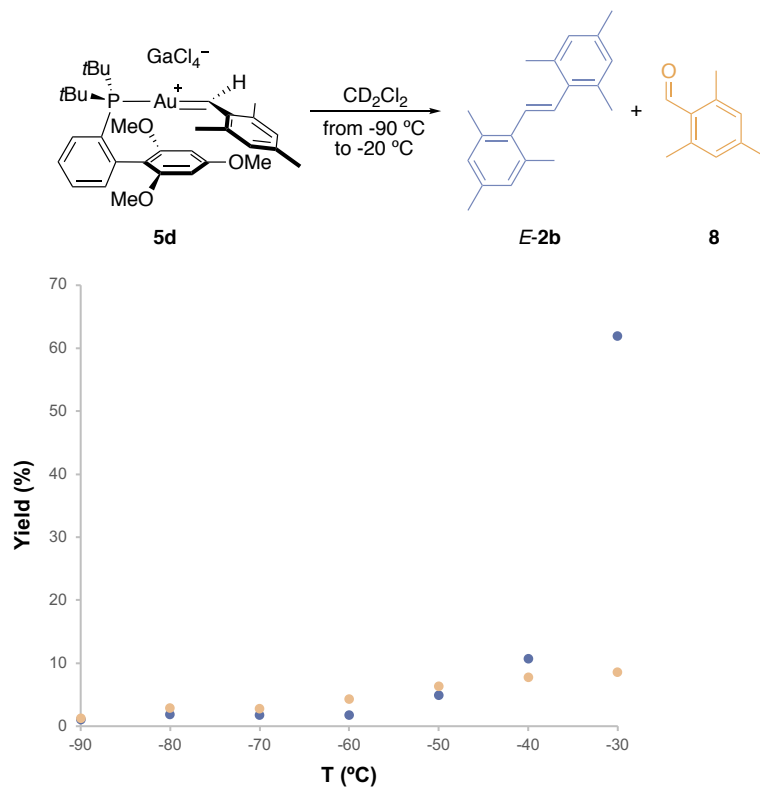 GaCl4−
tBu
tBu
P
Au
+
H
MeO
OMe
MeO
CD2Cl2
from -90 ºC
to -20 ºC
+
O
5d
E-2b
8
70
60
50
40
30
20
10
0
Yield (%)
-90 -80 -70 -60 -50 -40 -30
T (ºC)